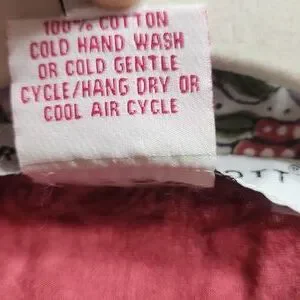 100% COTTON
COLD HAND WASH
OR COLD GENTLE
CYCLE/HANG DRY OR
COOL AIR CYCLE